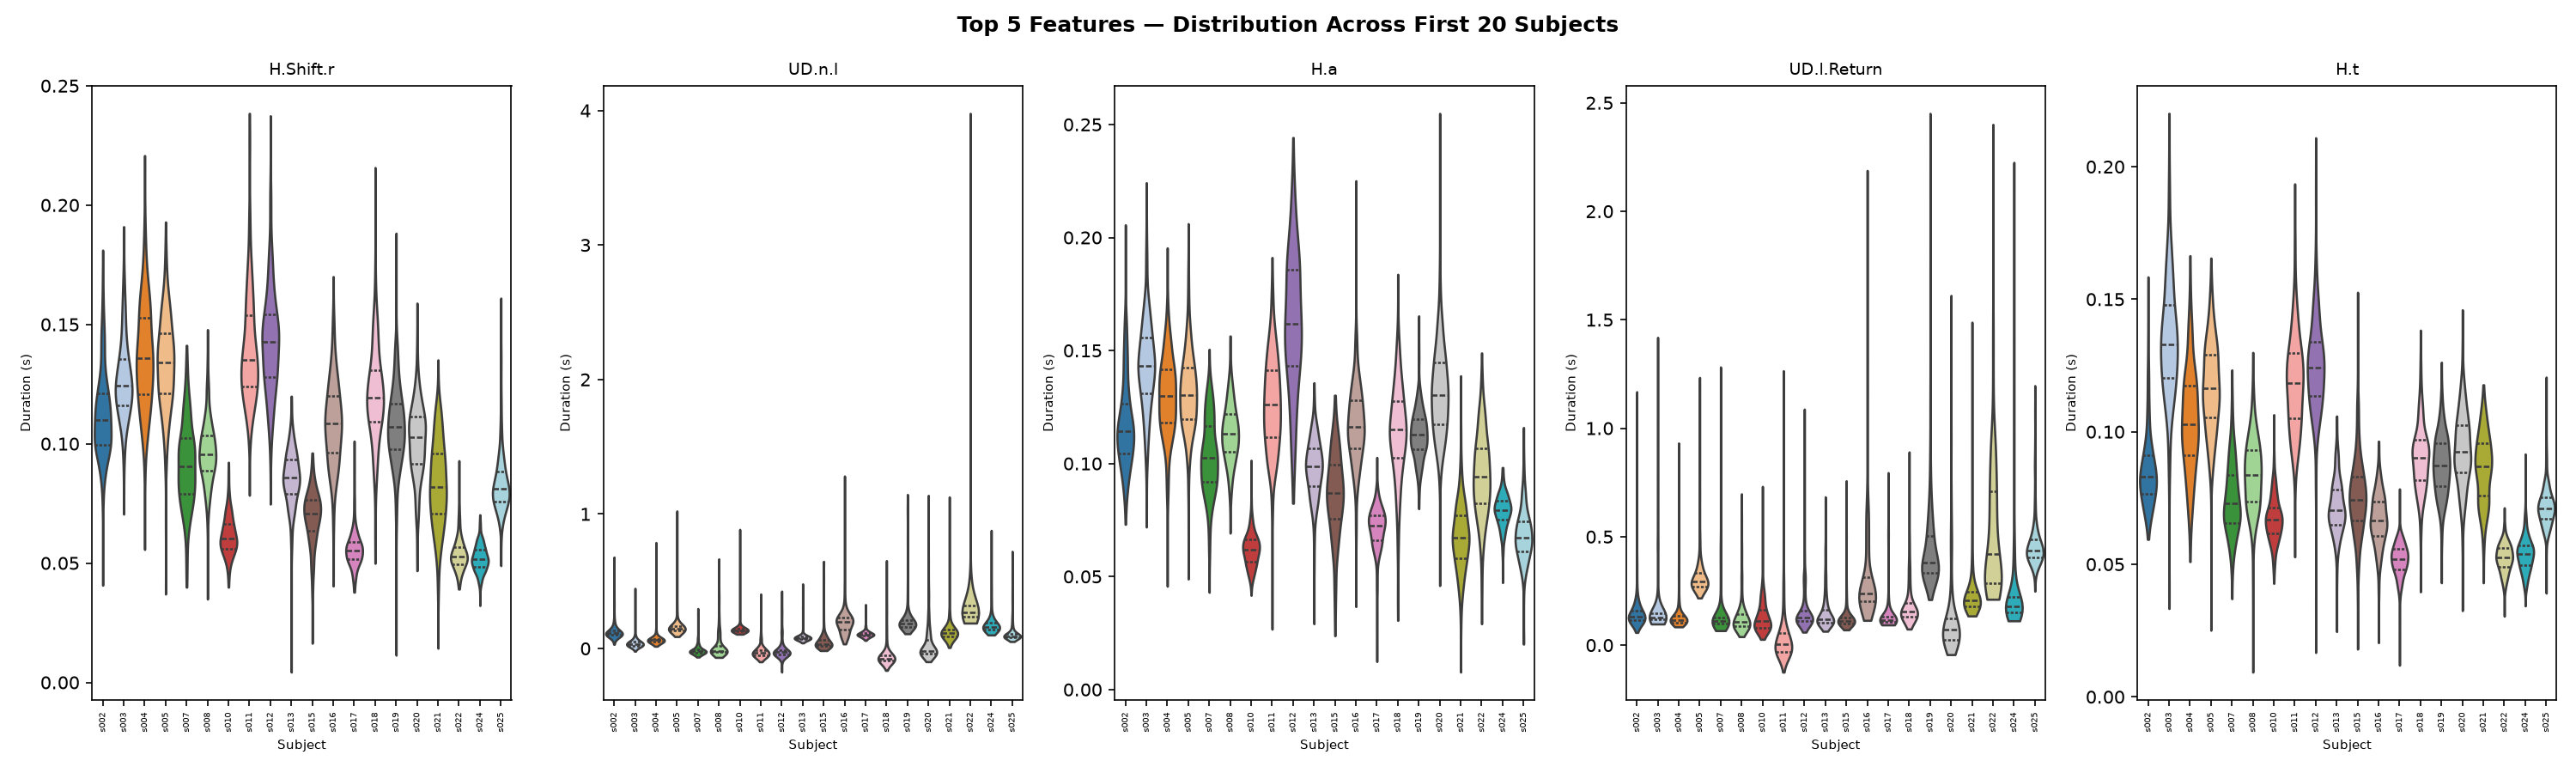 Top 5 Features — Distribution Across First 20 Subjects
H.Shift.r
0.25
0.20
0.15
0.10
0.05
0.00
Duration (s)
s002 s003 s004 s005 s007 s008 s010 s011 s012 s013 s015 s016 s017 s018 s019 s020 s021 s022 s024 s025
Subject
UD.n.l
4
3
2
1
0
Duration (s)
s002 s003 s004 s005 s007 s008 s010 s011 s012 s013 s015 s016 s017 s018 s019 s020 s021 s022 s024 s025
Subject
H.a
0.25
0.20
0.15
0.10
0.05
0.00
Duration (s)
s002 s003 s004 s005 s007 s008 s010 s011 s012 s013 s015 s016 s017 s018 s019 s020 s021 s022 s024 s025
Subject
UD.l.Return
2.5
2.0
1.5
1.0
0.5
0.0
Duration (s)
s002 s003 s004 s005 s007 s008 s010 s011 s012 s013 s015 s016 s017 s018 s019 s020 s021 s022 s024 s025
Subject
H.t
0.20
0.15
0.10
0.05
0.00
Duration (s)
s002 s003 s004 s005 s007 s008 s010 s011 s012 s013 s015 s016 s017 s018 s019 s020 s021 s022 s024 s025
Subject